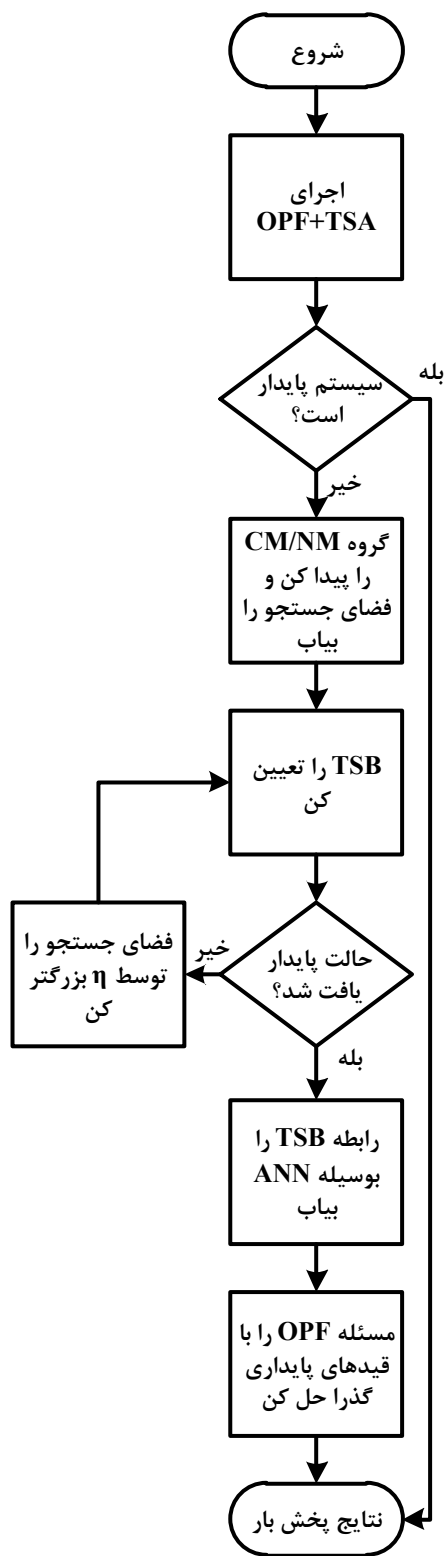 شروع
اجرای
OPF+TSA
سیستم پایدار
است؟
بله
خیر
گروه CM/NM
را پیدا کن و
فضای جستجو را
بیاب
TSB را تعیین
کن
حالت پایدار
یافت شد؟
خیر
فضای جستجو را
توسط η بزرگتر
کن
بله
رابطه TSB را
بوسیله ANN
بیاب
مسئله OPF را با
قیدهای پایداری
گذرا حل کن
نتایج پخش بار